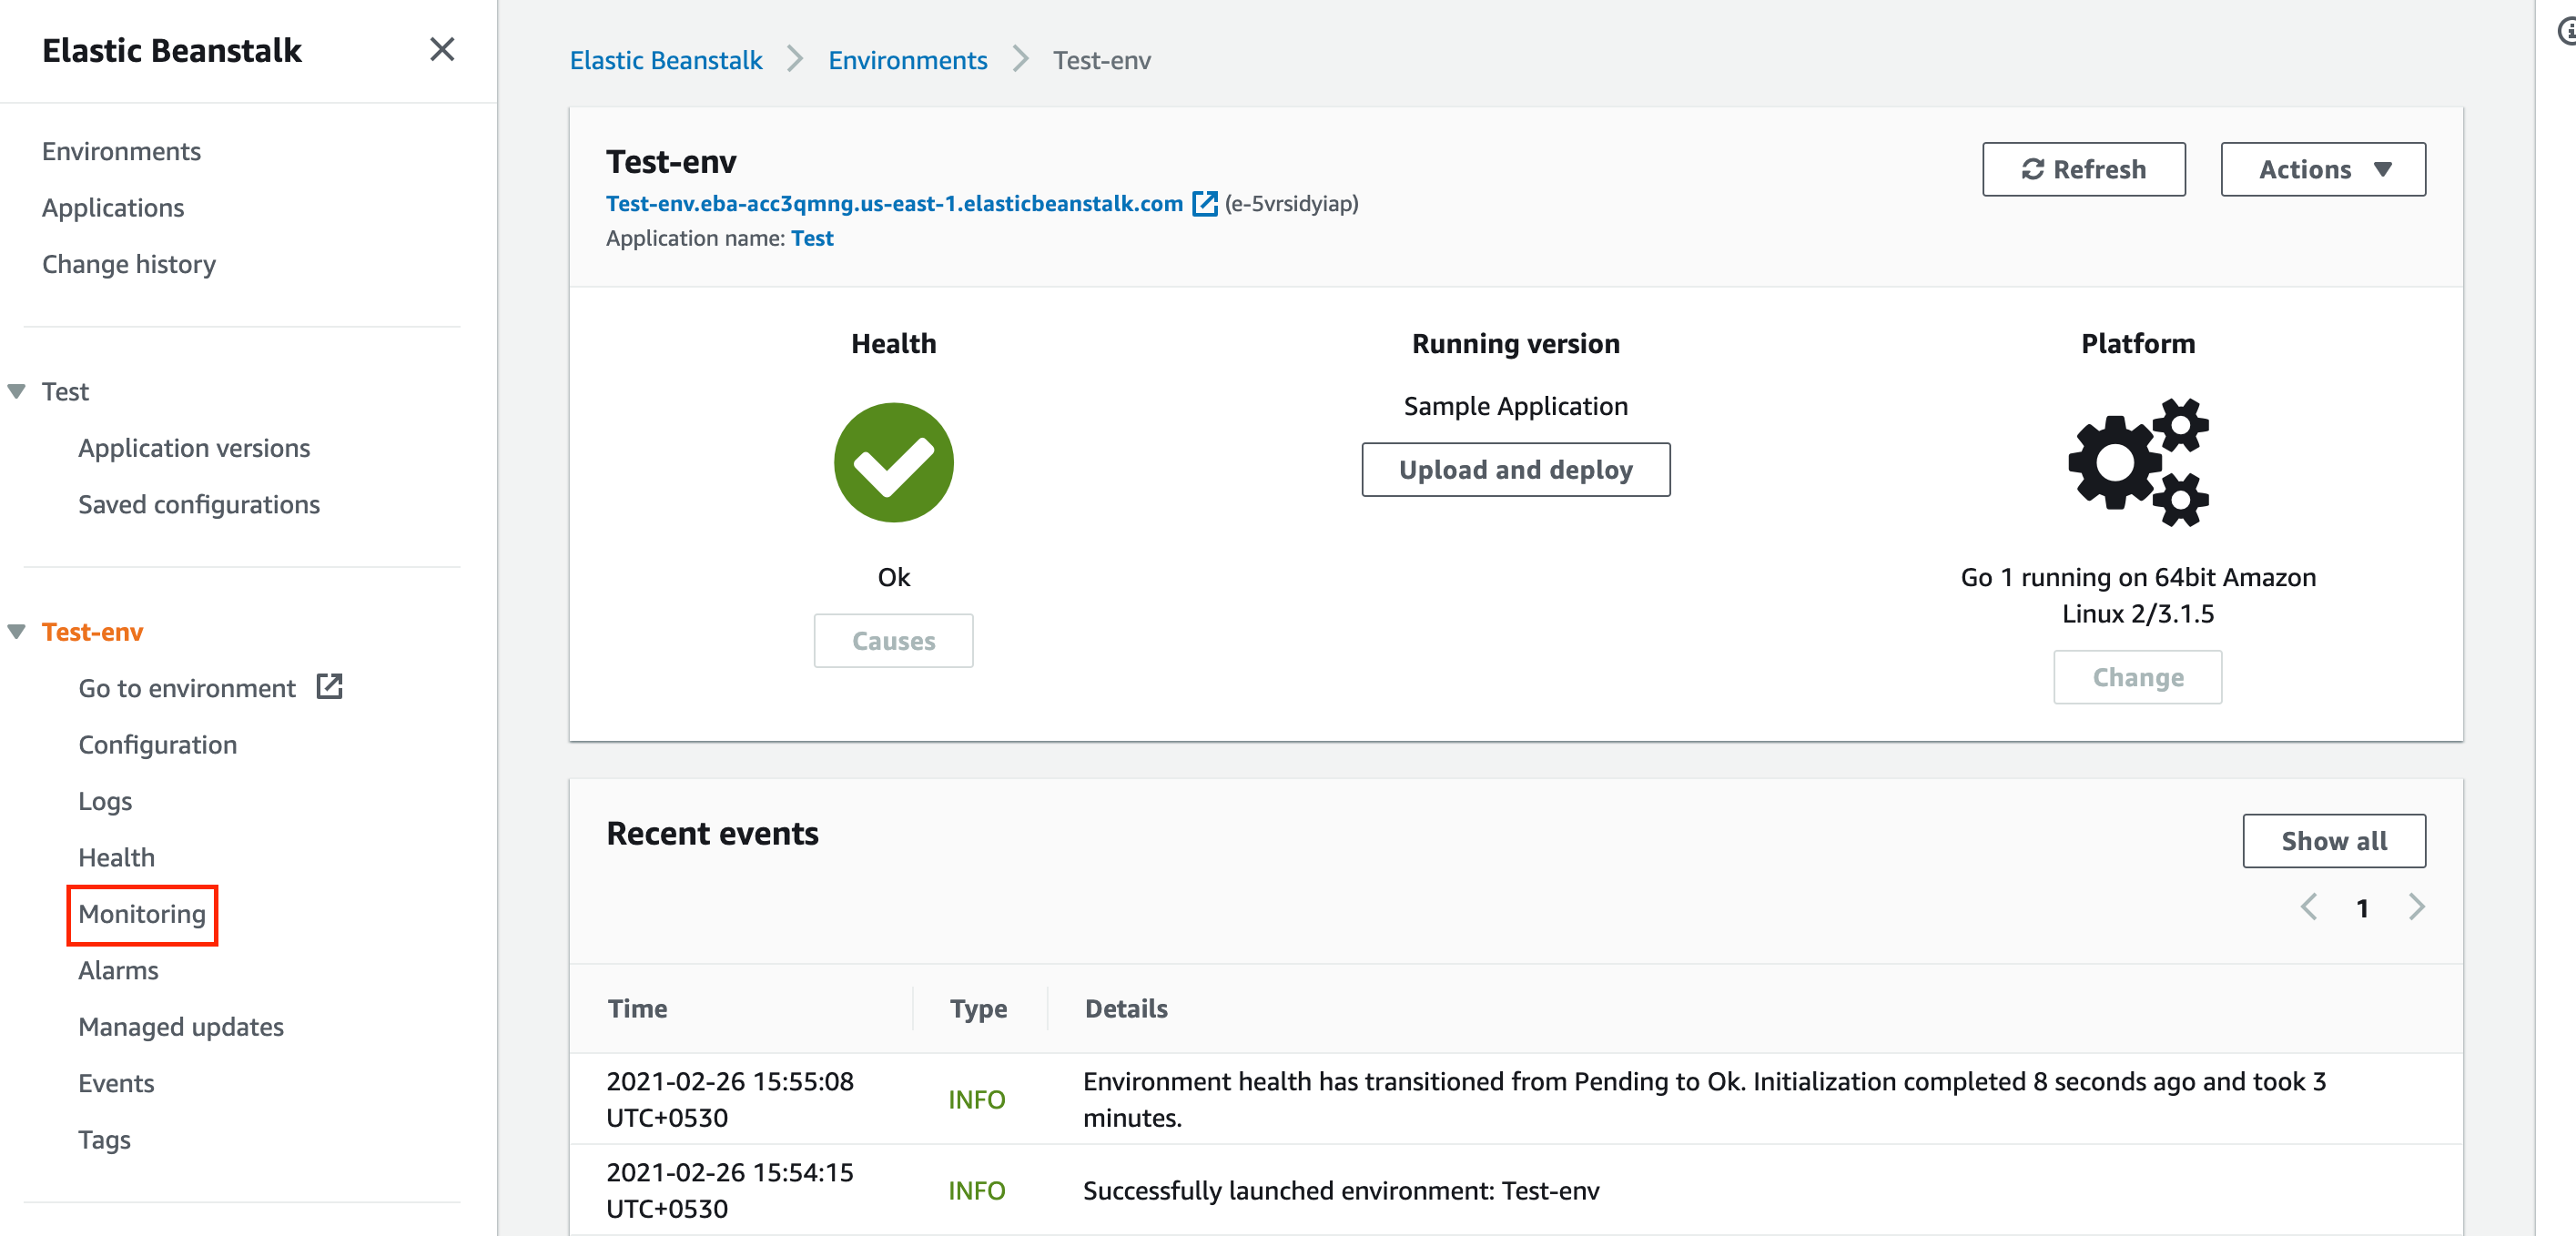 Elastic Beanstalk
Environments
Applications
Change history
Test
Application versions
Saved configurations
Test-env
Go to environment
Configuration
Logs
Health
Monitoring
Alarms
Managed updates
Events
Tags
Elastic Beanstalk > Environments > Test-env
Test-env
Refresh
Actions
Test-env.eba-acc3qmng.us-east-1.elasticbeanstalk.com (e-5vrsidyiap)
Application name: Test
Health
Ok
Causes
Running version
Sample Application
Upload and deploy
Platform
Go 1 running on 64bit Amazon
Linux 2/3.1.5
Change
Recent events
Show all
1
Time Type Details
2021-02-26 15:55:08
UTC+0530
INFO
Environment health has transitioned from Pending to Ok. Initialization completed 8 seconds ago and took 3
minutes.
2021-02-26 15:54:15
UTC+0530
INFO
Successfully launched environment: Test-env